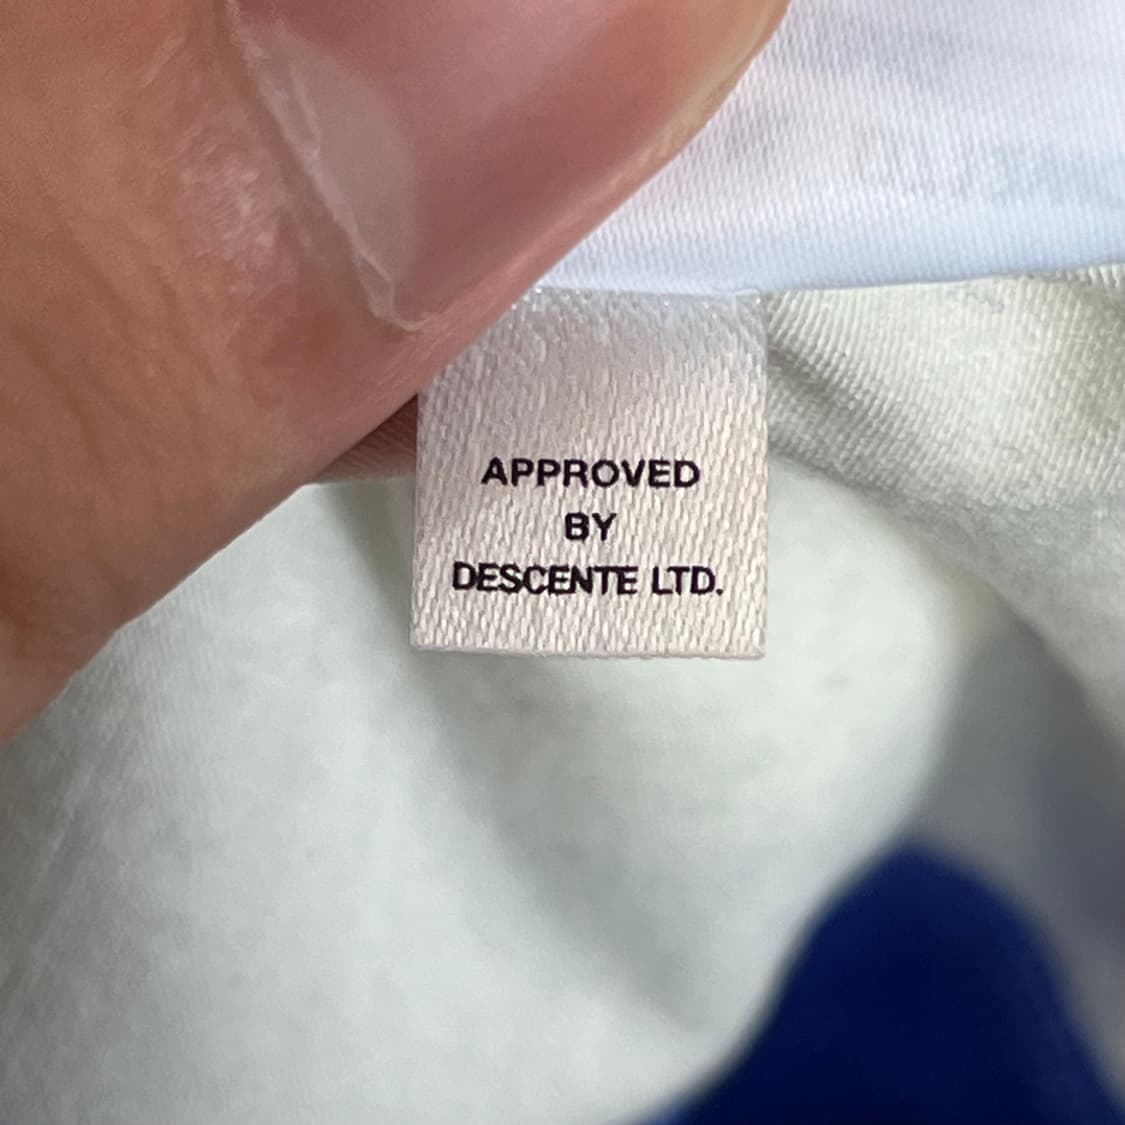 APPROVED
BY
DESCENTE LTD.